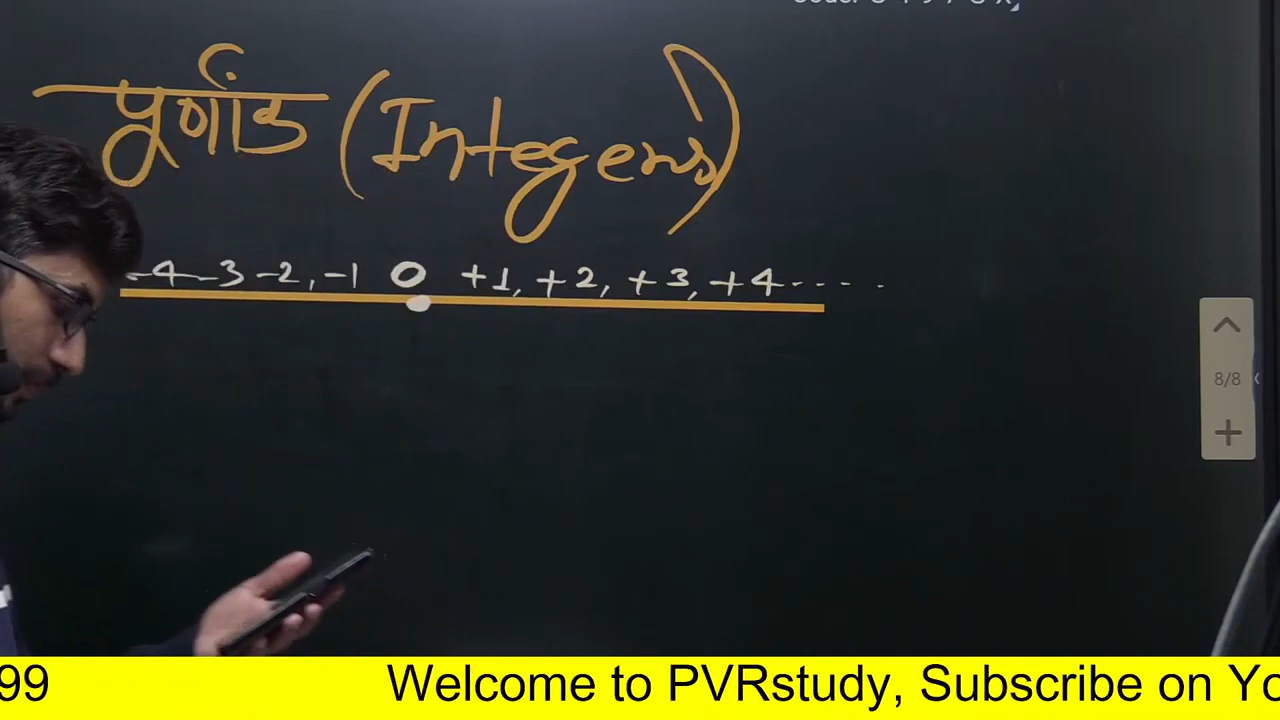 पूर्णांक (Integers)
-4 -3 -2, -1 0 +1, +2, +3, +4 - - - -
8/8
99 Welcome to PVRstudy, Subscribe on Yo